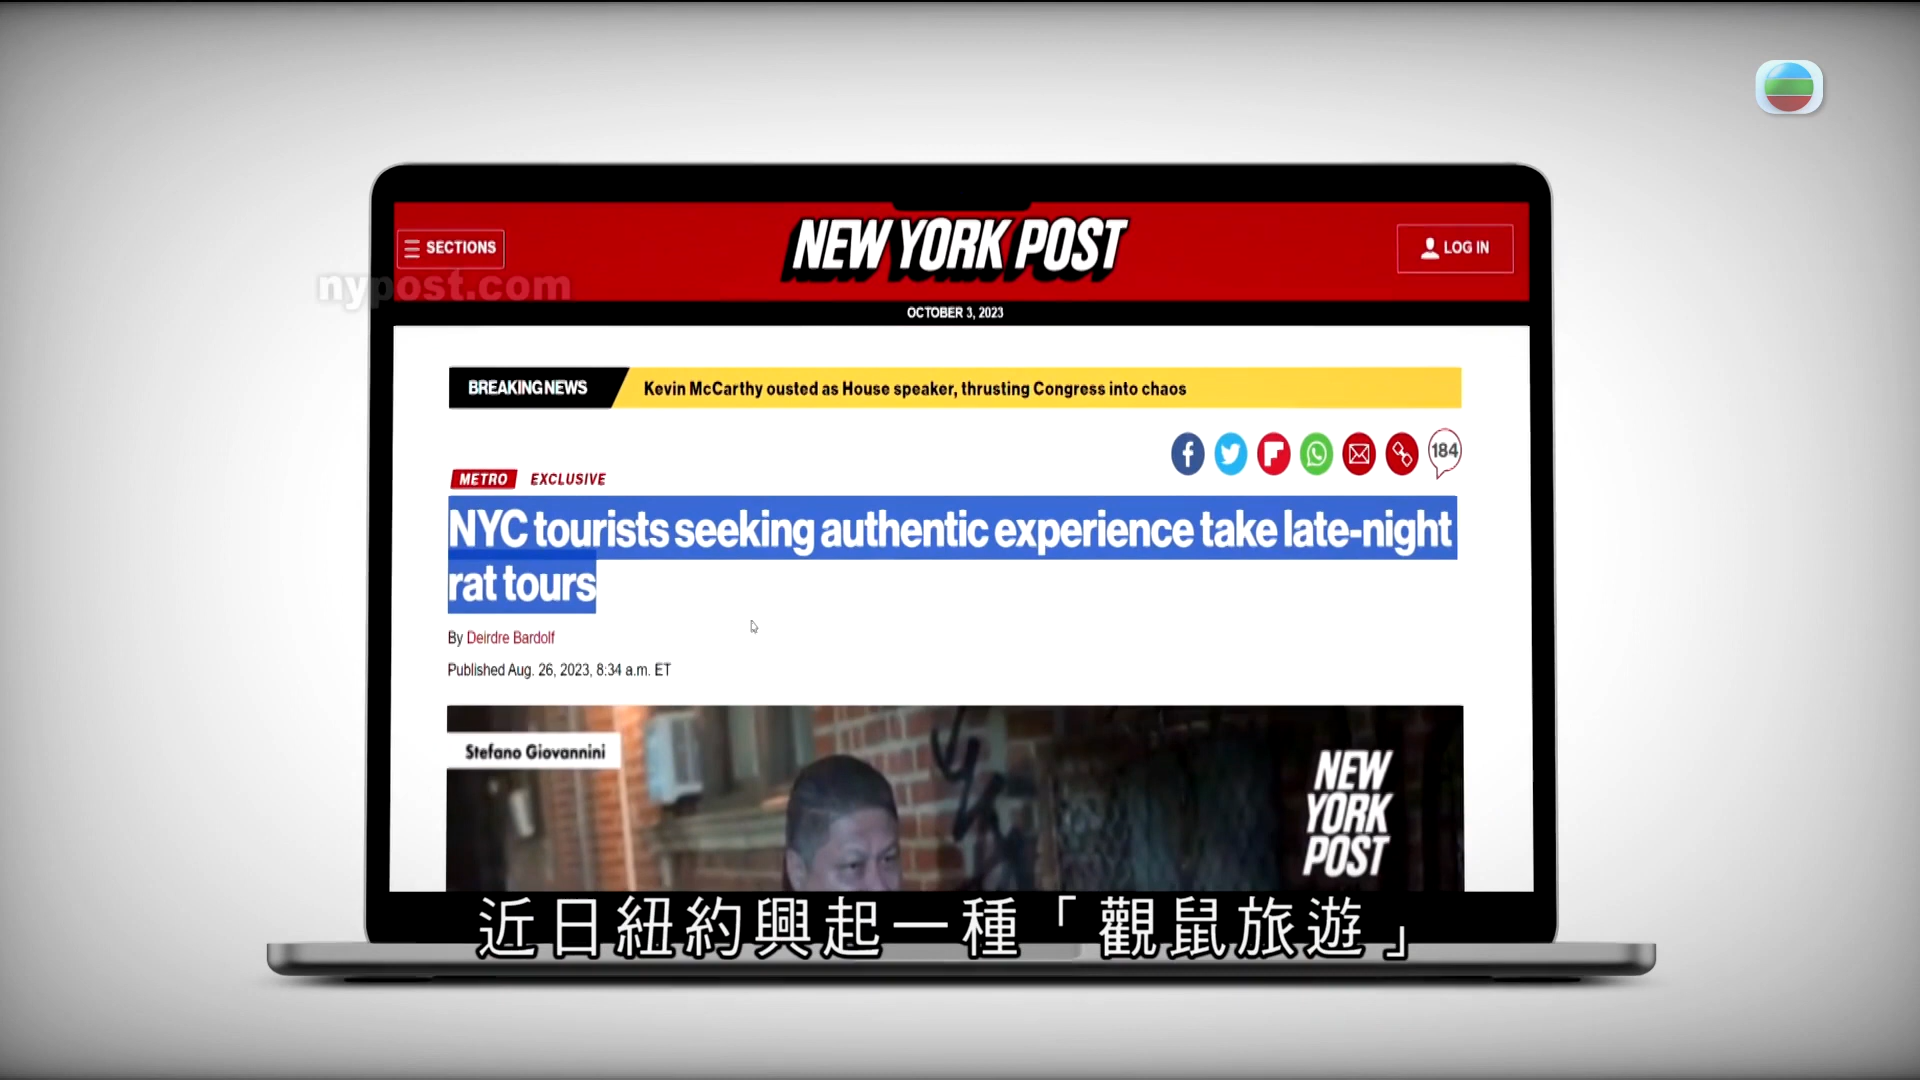 SECTIONS
NEW YORK POST
LOG IN
nypost.com
OCTOBER 3, 2023
BREAKING NEWS
Kevin McCarthy ousted as House speaker, thrusting Congress into chaos
184
METRO EXCLUSIVE
NYC tourists seeking authentic experience take late-night
rat tours
By Deirdre Bardolf
Published Aug. 26, 2023, 8:34 a.m. ET
Stefano Giovannini
NEW
YORK
POST
近日紐約興起一種「觀鼠旅遊」